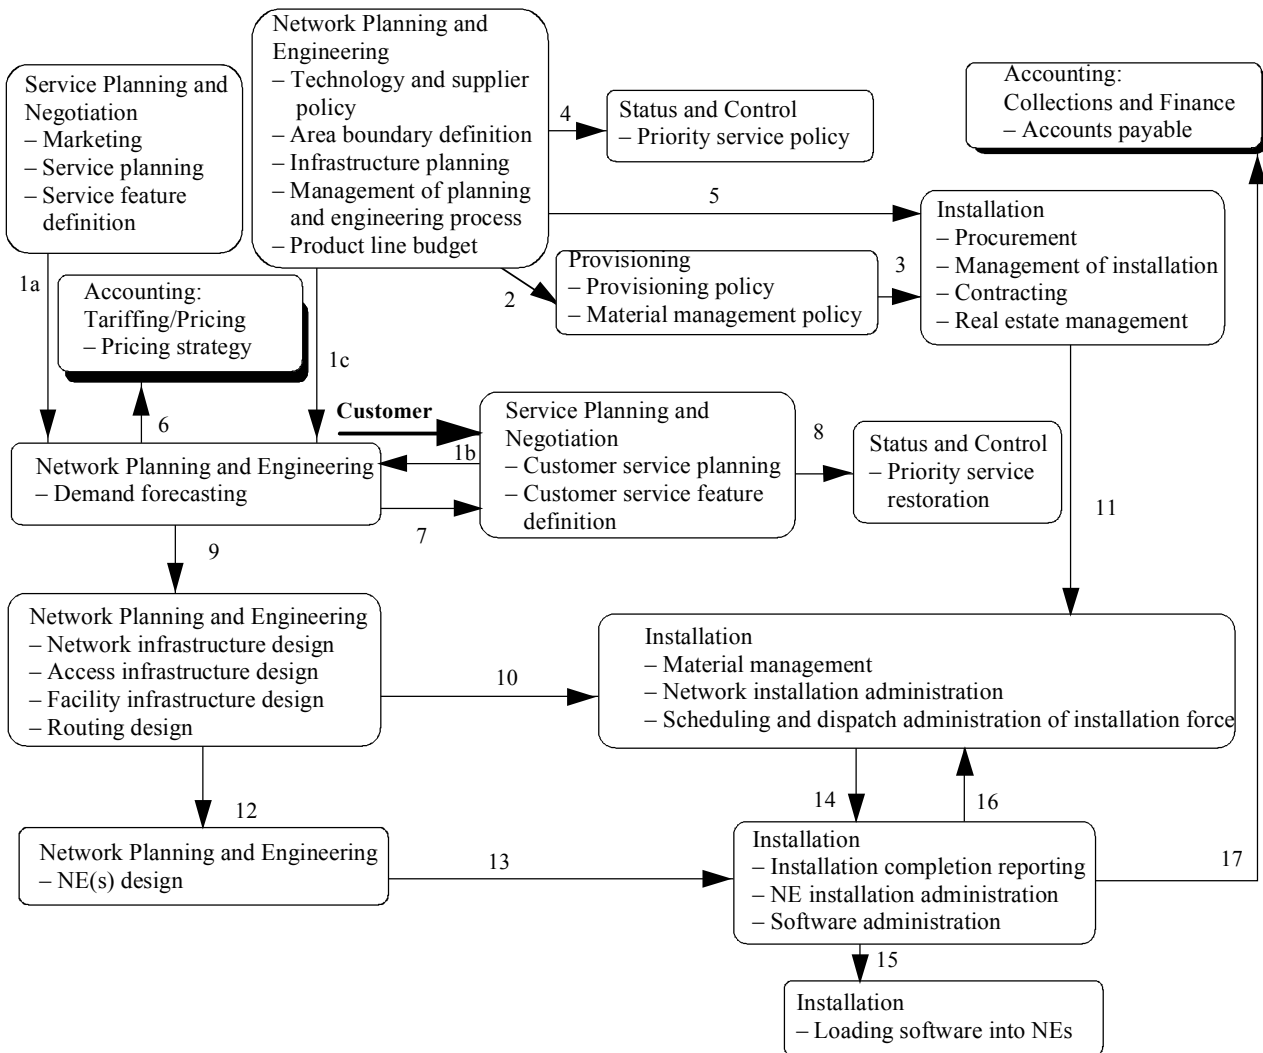 Network Planning and
Engineering
– Technology and supplier
policy
– Area boundary definition
– Infrastructure planning
– Management of planning
and engineering process
– Product line budget
Service Planning and
Negotiation
– Marketing
– Service planning
– Service feature
definition
4
Status and Control
– Priority service policy
Accounting:
Collections and Finance
– Accounts payable
5
Installation
– Procurement
– Management of installation
– Contracting
– Real estate management
2
Provisioning
– Provisioning policy
– Material management policy
3
1a
Accounting:
Tariffing/Pricing
– Pricing strategy
1c
6
Customer
1b
Service Planning and
Negotiation
– Customer service planning
– Customer service feature
definition
8
Status and Control
– Priority service
restoration
Network Planning and Engineering
– Demand forecasting
7
11
9
Network Planning and Engineering
– Network infrastructure design
– Access infrastructure design
– Facility infrastructure design
– Routing design
10
Installation
– Material management
– Network installation administration
– Scheduling and dispatch administration of installation force
12
14
16
Network Planning and Engineering
– NE(s) design
13
Installation
– Installation completion reporting
– NE installation administration
– Software administration
17
15
Installation
– Loading software into NEs